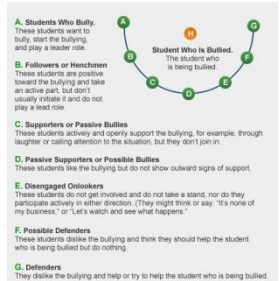 A
G
H
A. Students Who Bully.
These students want to
bully, start the bullying,
and play a leader role.
Student Who Is Bullied.
The student who
is being bullied.
B
F
B. Followers or Henchmen
These students are positive
toward the bullying and take
an active part, but don't
usually initiate it and do not
play a lead role.
C
E
D
C. Supporters or Passive Bullies
These students actively and openly support the bullying, for example, through
laughter or calling attention to the situation, but they don't join in.
D. Passive Supporters or Possible Bullies
These students like the bullying but do not show outward signs of support.
E. Disengaged Onlookers
These students do not get involved and do not take a stand, nor do they
participate actively in either direction. (They might think or say: "It's none of
my business," or "Let's watch and see what happens."
F. Possible Defenders
These students dislike the bullying and think they should help the student
who is being bullied but do nothing.
G. Defenders
They dislike the bullying and help or try to help the student who is being bullied.